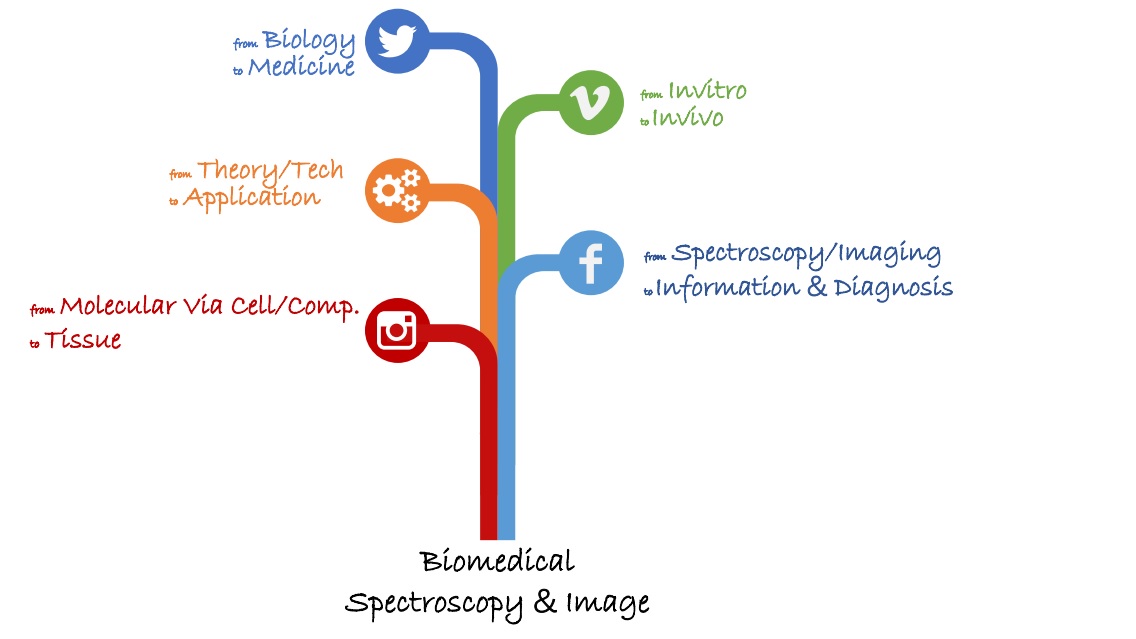 from Biology
to Medicine
from Invitro
to Invivo
from Theory/Tech
to Application
from Spectroscopy/Imaging
to Information & Diagnosis
from Molecular Via Cell/Comp.
to Tissue
Biomedical
Spectroscopy & Image